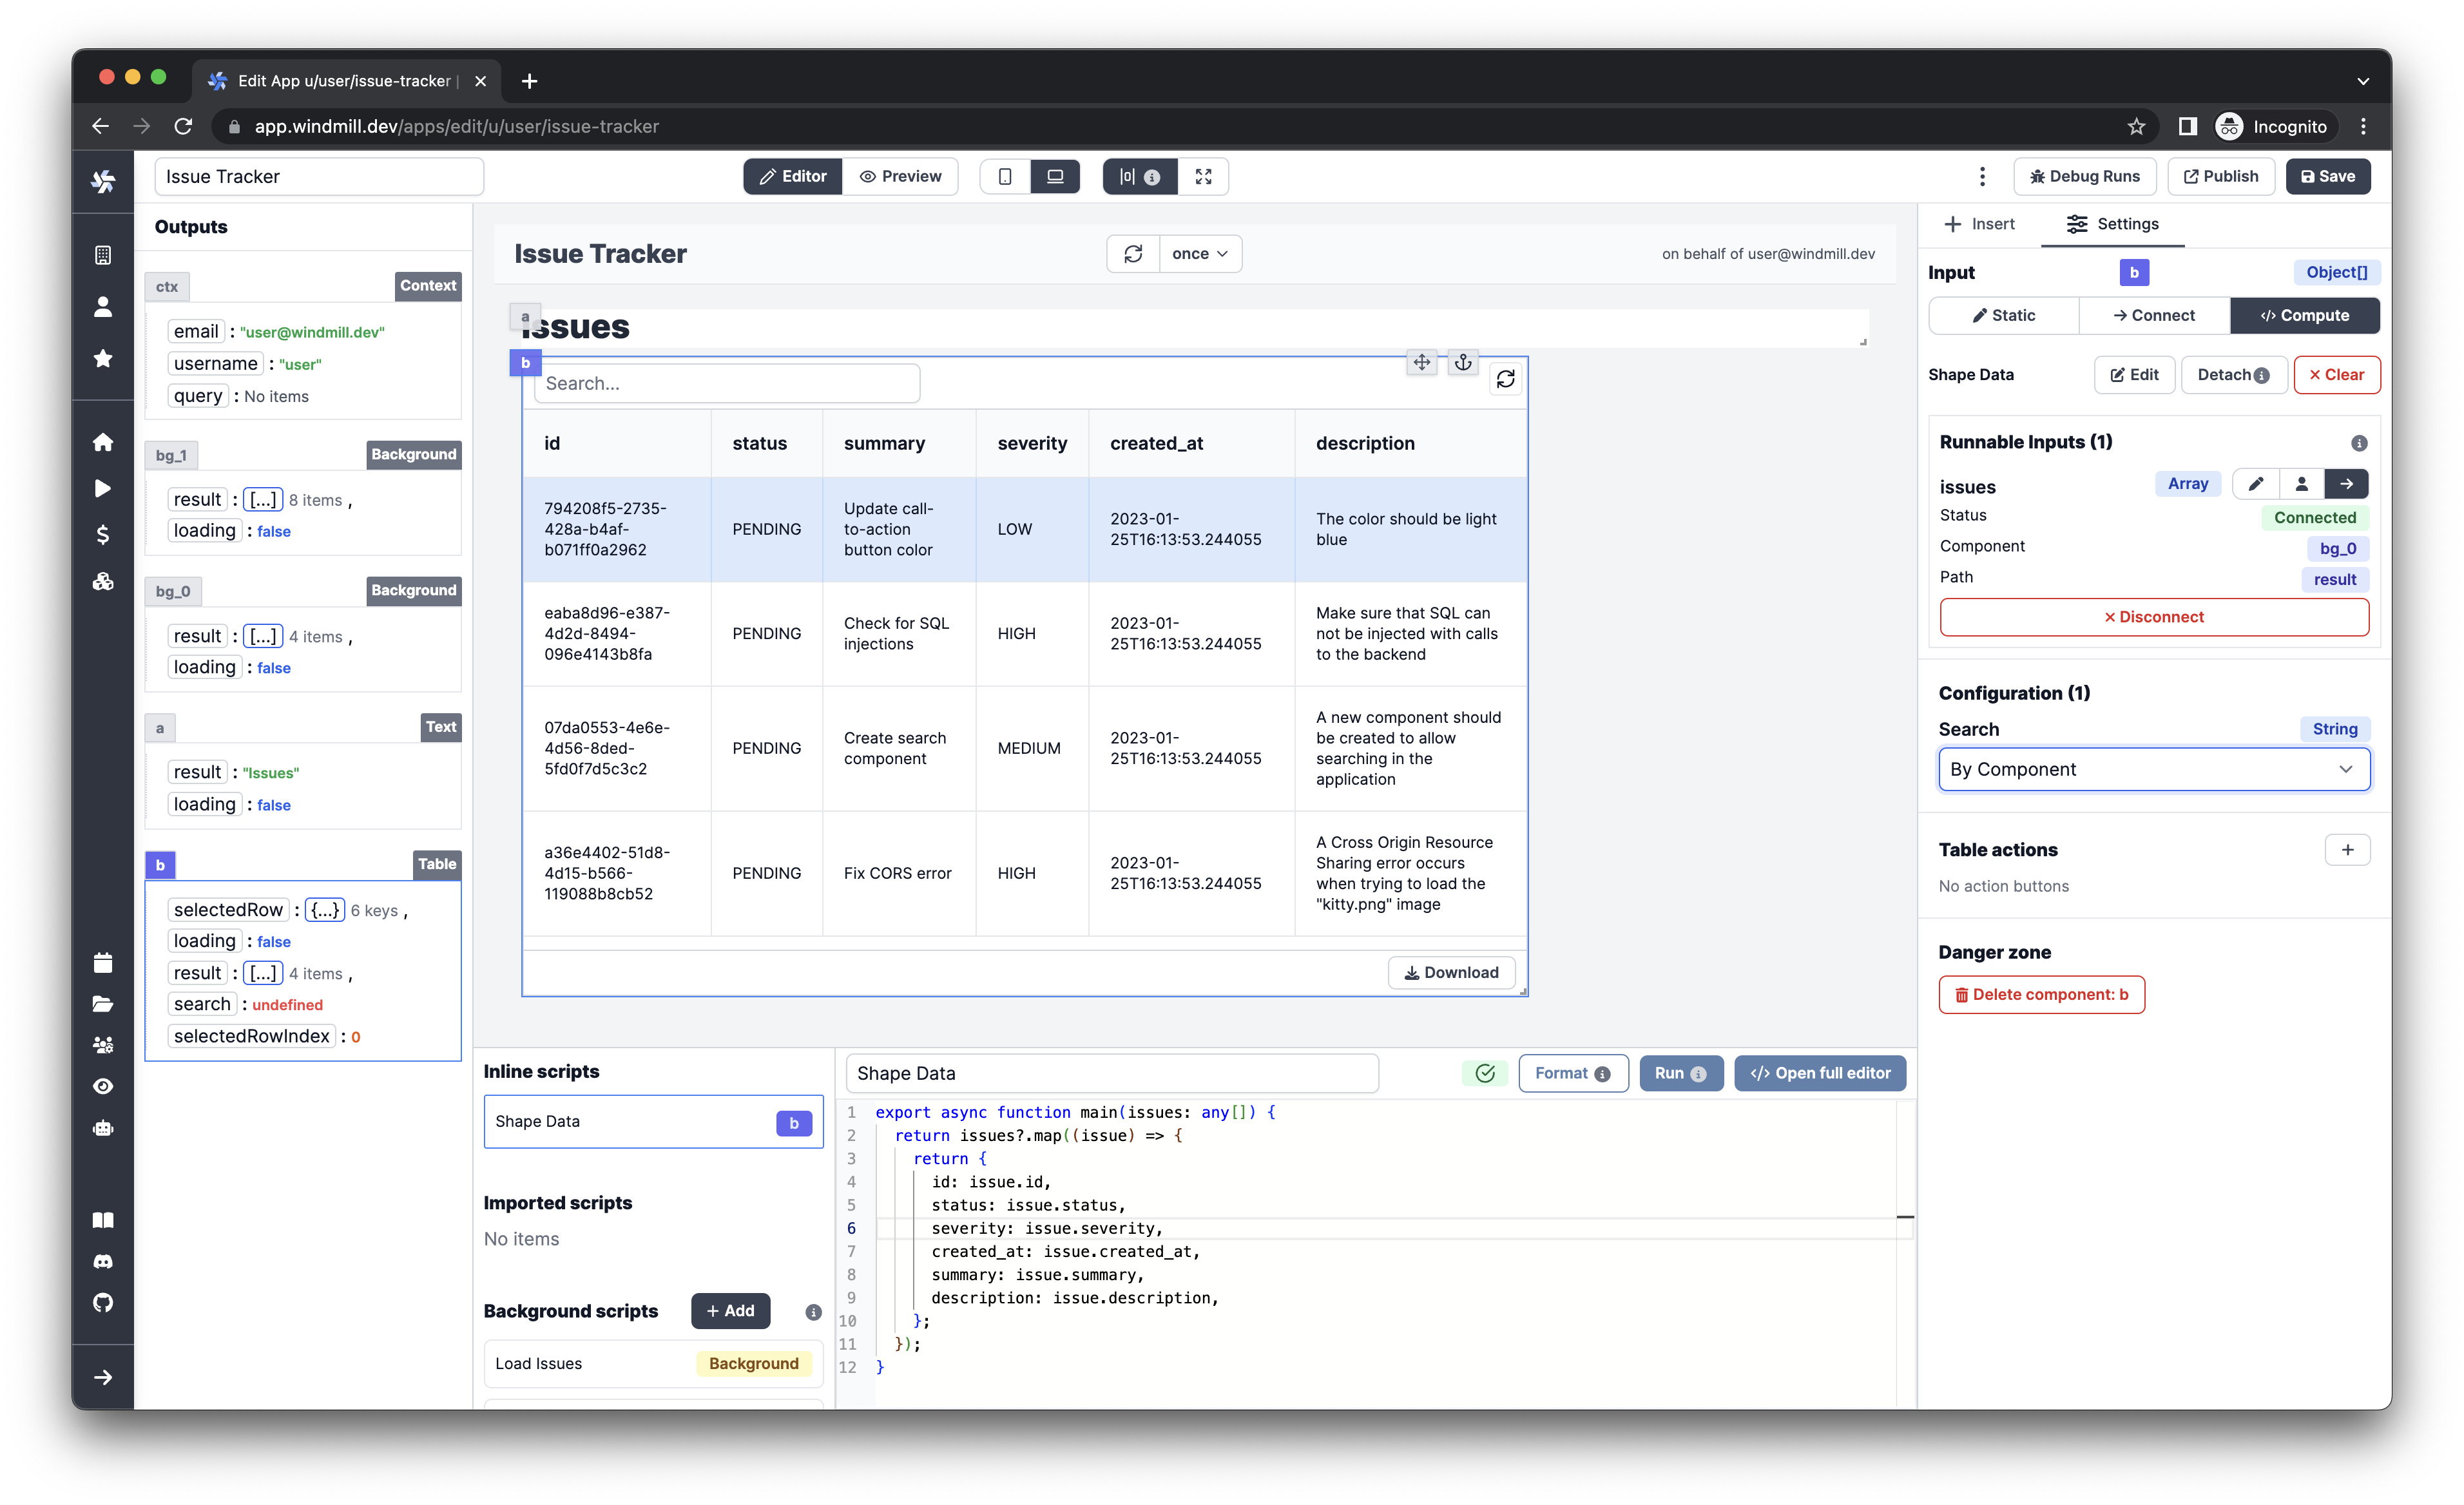 Edit App u/user/issue-tracker |
app.windmill.dev/apps/edit/u/user/issue-tracker
Incognito
Issue Tracker
Editor
Preview
Debug Runs
Publish
Save
Outputs
ctx
Context
email : "user@windmill.dev"
username : "user"
query : No items
bg_1
Background
result : [...] 8 items ,
loading : false
bg_0
Background
result : [...] 4 items ,
loading : false
a
Text
result : "Issues"
loading : false
b
Table
selectedRow : {...} 6 keys ,
loading : false
result : [...] 4 items ,
search : undefined
selectedRowIndex : 0
Issue Tracker
once
on behalf of user@windmill.dev
a
Issues
b
Search...
id
status
summary
severity
created_at
description
794208f5-2735-
428a-b4af-
b071ff0a2962
PENDING
Update call-
to-action
button color
LOW
2023-01-
25T16:13:53.244055
The color should be light
blue
eaba8d96-e387-
4d2d-8494-
096e4143b8fa
PENDING
Check for SQL
injections
HIGH
2023-01-
25T16:13:53.244055
Make sure that SQL can
not be injected with calls
to the backend
07da0553-4e6e-
4d56-8ded-
5fd0f7d5c3c2
PENDING
Create search
component
MEDIUM
2023-01-
25T16:13:53.244055
A new component should
be created to allow
searching in the
application
a36e4402-51d8-
4d15-b566-
119088b8cb52
PENDING
Fix CORS error
HIGH
2023-01-
25T16:13:53.244055
A Cross Origin Resource
Sharing error occurs
when trying to load the
"kitty.png" image
Download
Inline scripts
Shape Data
b
Imported scripts
No items
Background scripts
+ Add
Load Issues
Background
Shape Data
Format
Run
</> Open full editor
1 export async function main(issues: any[]) {
2 return issues?.map((issue) => {
3 return {
4 id: issue.id,
5 status: issue.status,
6 severity: issue.severity,
7 created_at: issue.created_at,
8 summary: issue.summary,
9 description: issue.description,
10 };
11 });
12 }
Insert
Settings
Input
b
Object[]
Static
Connect
</> Compute
Shape Data
Edit
Detach
Clear
Runnable Inputs (1)
issues
Array
Status
Connected
Component
bg_0
Path
result
Disconnect
Configuration (1)
Search
String
By Component
Table actions
+
No action buttons
Danger zone
Delete component: b